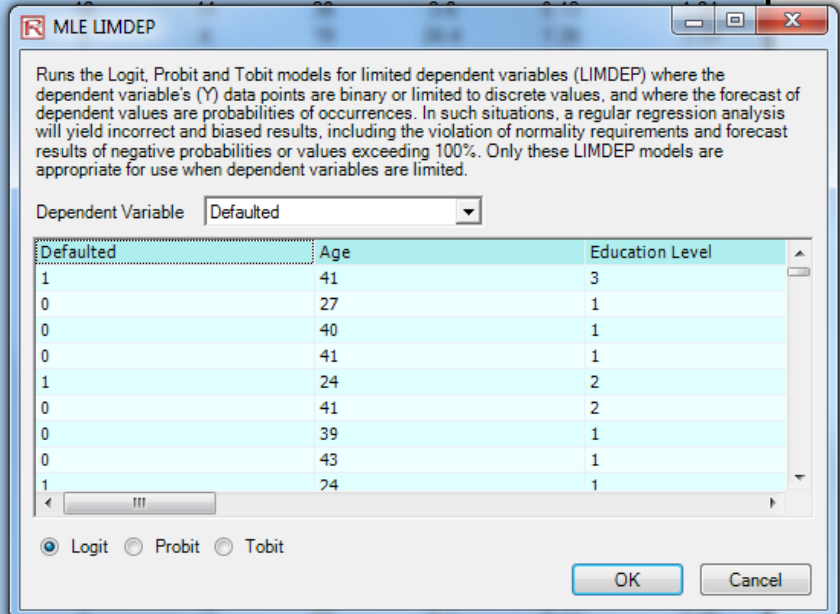 MLE LIMDEP
Runs the Logit, Probit and Tobit models for limited dependent variables (LIMDEP) where the
dependent variable's (Y) data points are binary or limited to discrete values, and where the forecast of
dependent values are probabilities of occurrences. In such situations, a regular regression analysis
will yield incorrect and biased results, including the violation of normality requirements and forecast
results of negative probabilities or values exceeding 100%. Only these LIMDEP models are
appropriate for use when dependent variables are limited.
Dependent Variable Defaulted
Defaulted Age Education Level
1 41 3
0 27 1
0 40 1
0 41 1
1 24 2
0 41 2
0 39 1
0 43 1
1 24 1
Logit Probit Tobit
OK Cancel